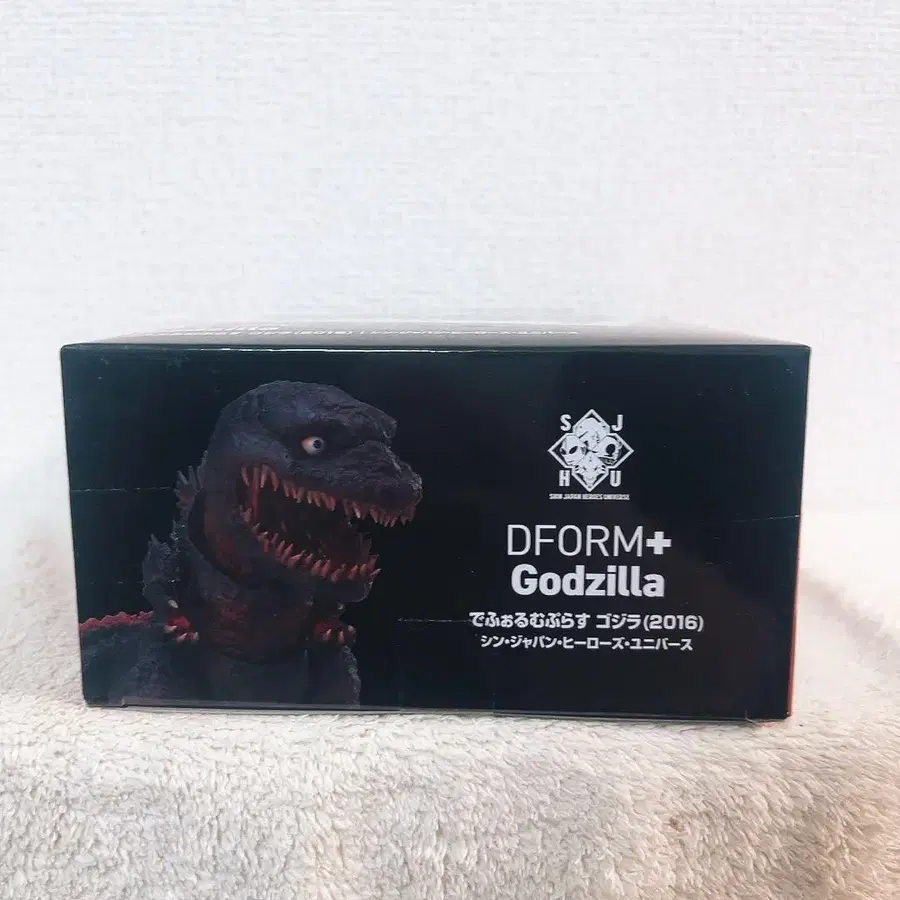 S J
H U
SHIN JAPAN HEROES UNIVERSE
DFORM+
Godzilla
でふぉるむぷらす ゴジラ(2016)
シン・ジャパン・ヒーローズ・ユニバース